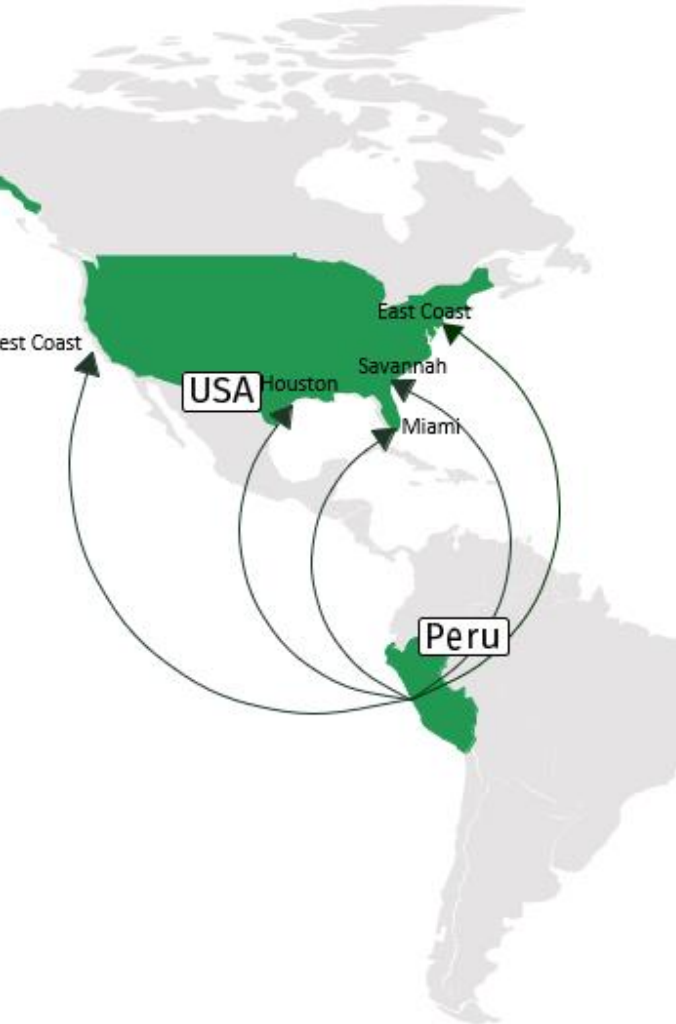 East Coast
est Coast
Savannah
USA
Houston
Miami
Peru